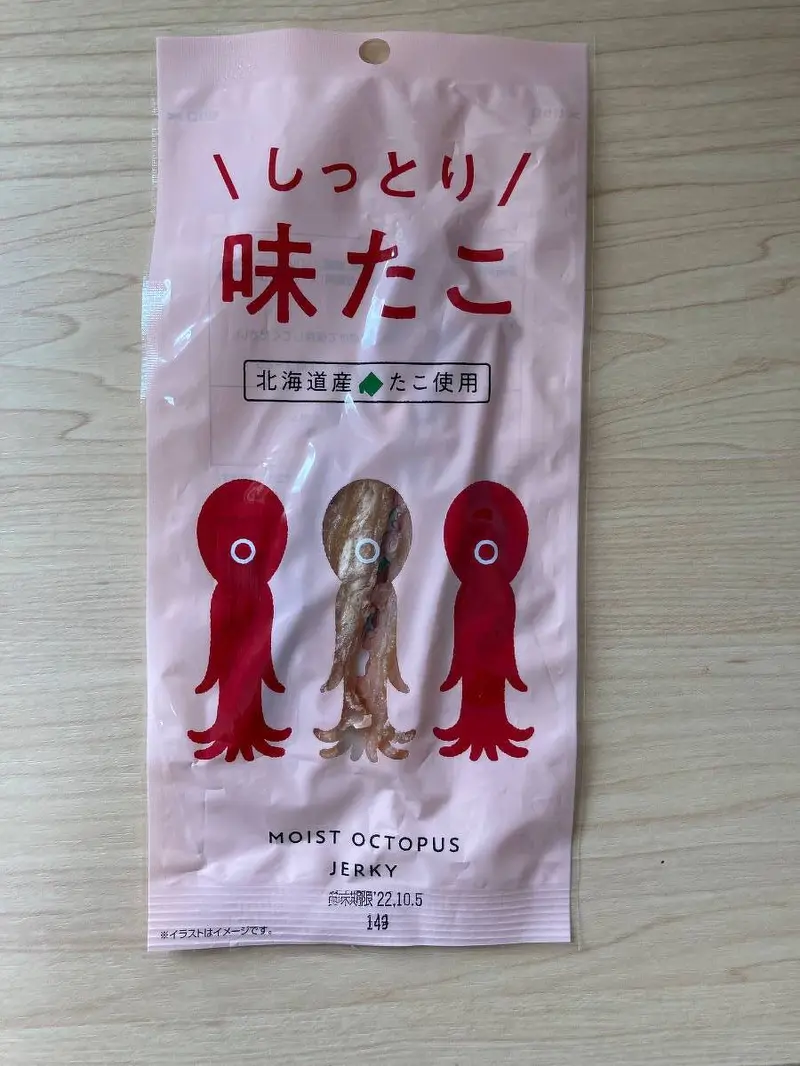 しっとり
味たこ
北海道産たこ使用
MOIST OCTOPUS
JERKY
賞味期限'22.10.5
※イラストはイメージです。